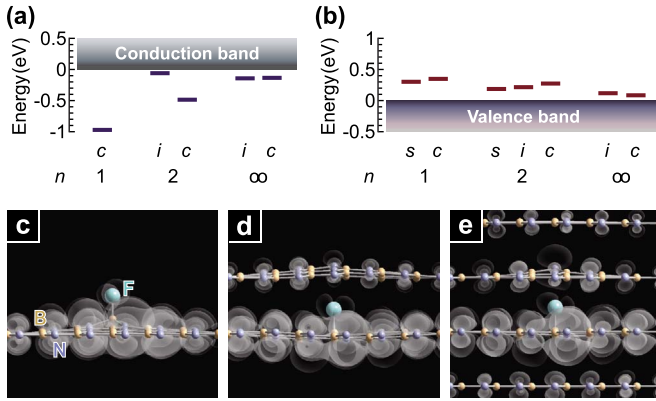 (a)
Energy (eV)
0.5
0
-0.5
-1
Conduction band
c i c i c
n 1 2 ∞
(b)
Energy (eV)
1
0.5
0
0.5
Valence band
s c s i c i c
n 1 2 ∞
c
F
B
N
d
e